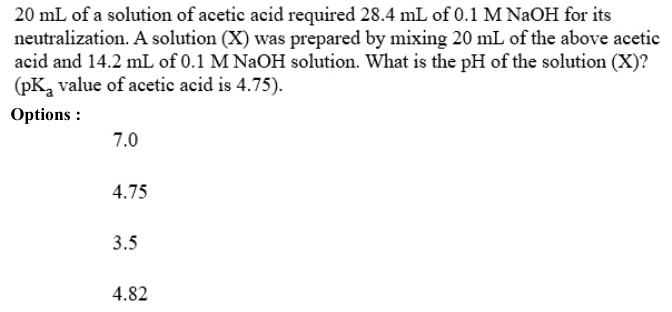 20 mL of a solution of acetic acid required 28.4 mL of 0.1 M NaOH for its
neutralization. A solution (X) was prepared by mixing 20 mL of the above acetic
acid and 14.2 mL of 0.1 M NaOH solution. What is the pH of the solution (X)?
(pKₐ value of acetic acid is 4.75).
Options :
7.0
4.75
3.5
4.82